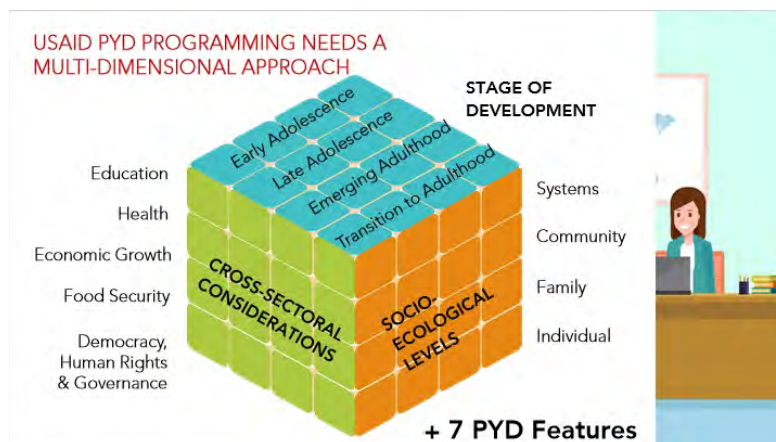 USAID PYD PROGRAMMING NEEDS A
MULTI-DIMENSIONAL APPROACH
STAGE OF
DEVELOPMENT
Early Adolescence
Late Adolescence
Emerging Adulthood
Transition to Adulthood
Education
Health
Economic Growth
Food Security
Democracy,
Human Rights
& Governance
CROSS-SECTORAL
CONSIDERATIONS
SOCIO-
ECOLOGICAL
LEVELS
Systems
Community
Family
Individual
+ 7 PYD Features